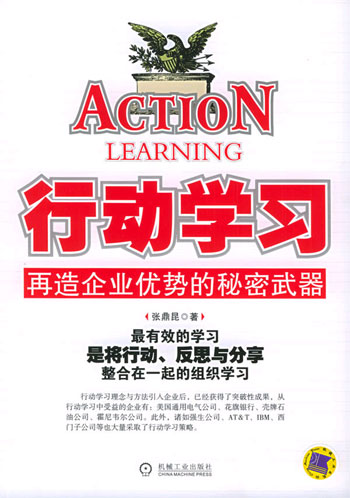 ACTION
LEARNING
行动学习
再造企业优势的秘密武器
张鼎昆◎著
最有效的学习
是将行动、反思与分享
整合在一起的组织学习
行动学习理念与方法引入企业后，已经获得了突破性成果，从
行动学习中受益的企业有：美国通用电气公司、花旗银行、壳牌石
油公司、霍尼韦尔公司。此外，诸如强生公司、AT&T、IBM、西
门子公司等也大量采取了行动学习策略。
机械工业出版社
CHINA MACHINE PRESS